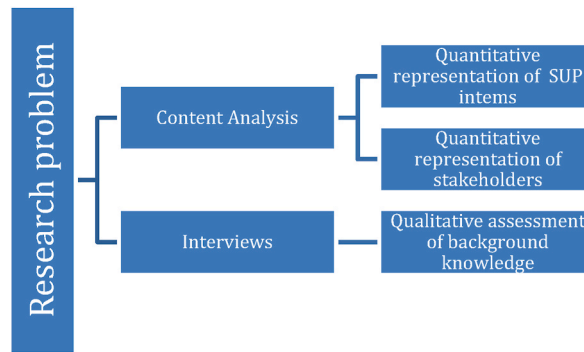 Research problem
Content Analysis
Quantitative
representation of SUP
intems
Quantitative
representation of
stakeholders
Interviews
Qualitative assessment
of background
knowledge